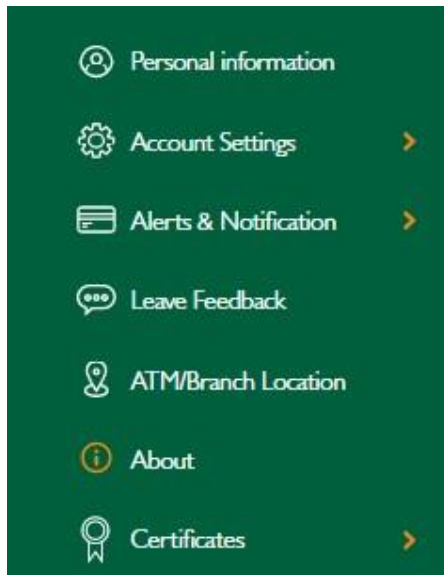 Personal information
Account Settings
Alerts & Notification
Leave Feedback
ATM/Branch Location
About
Certificates